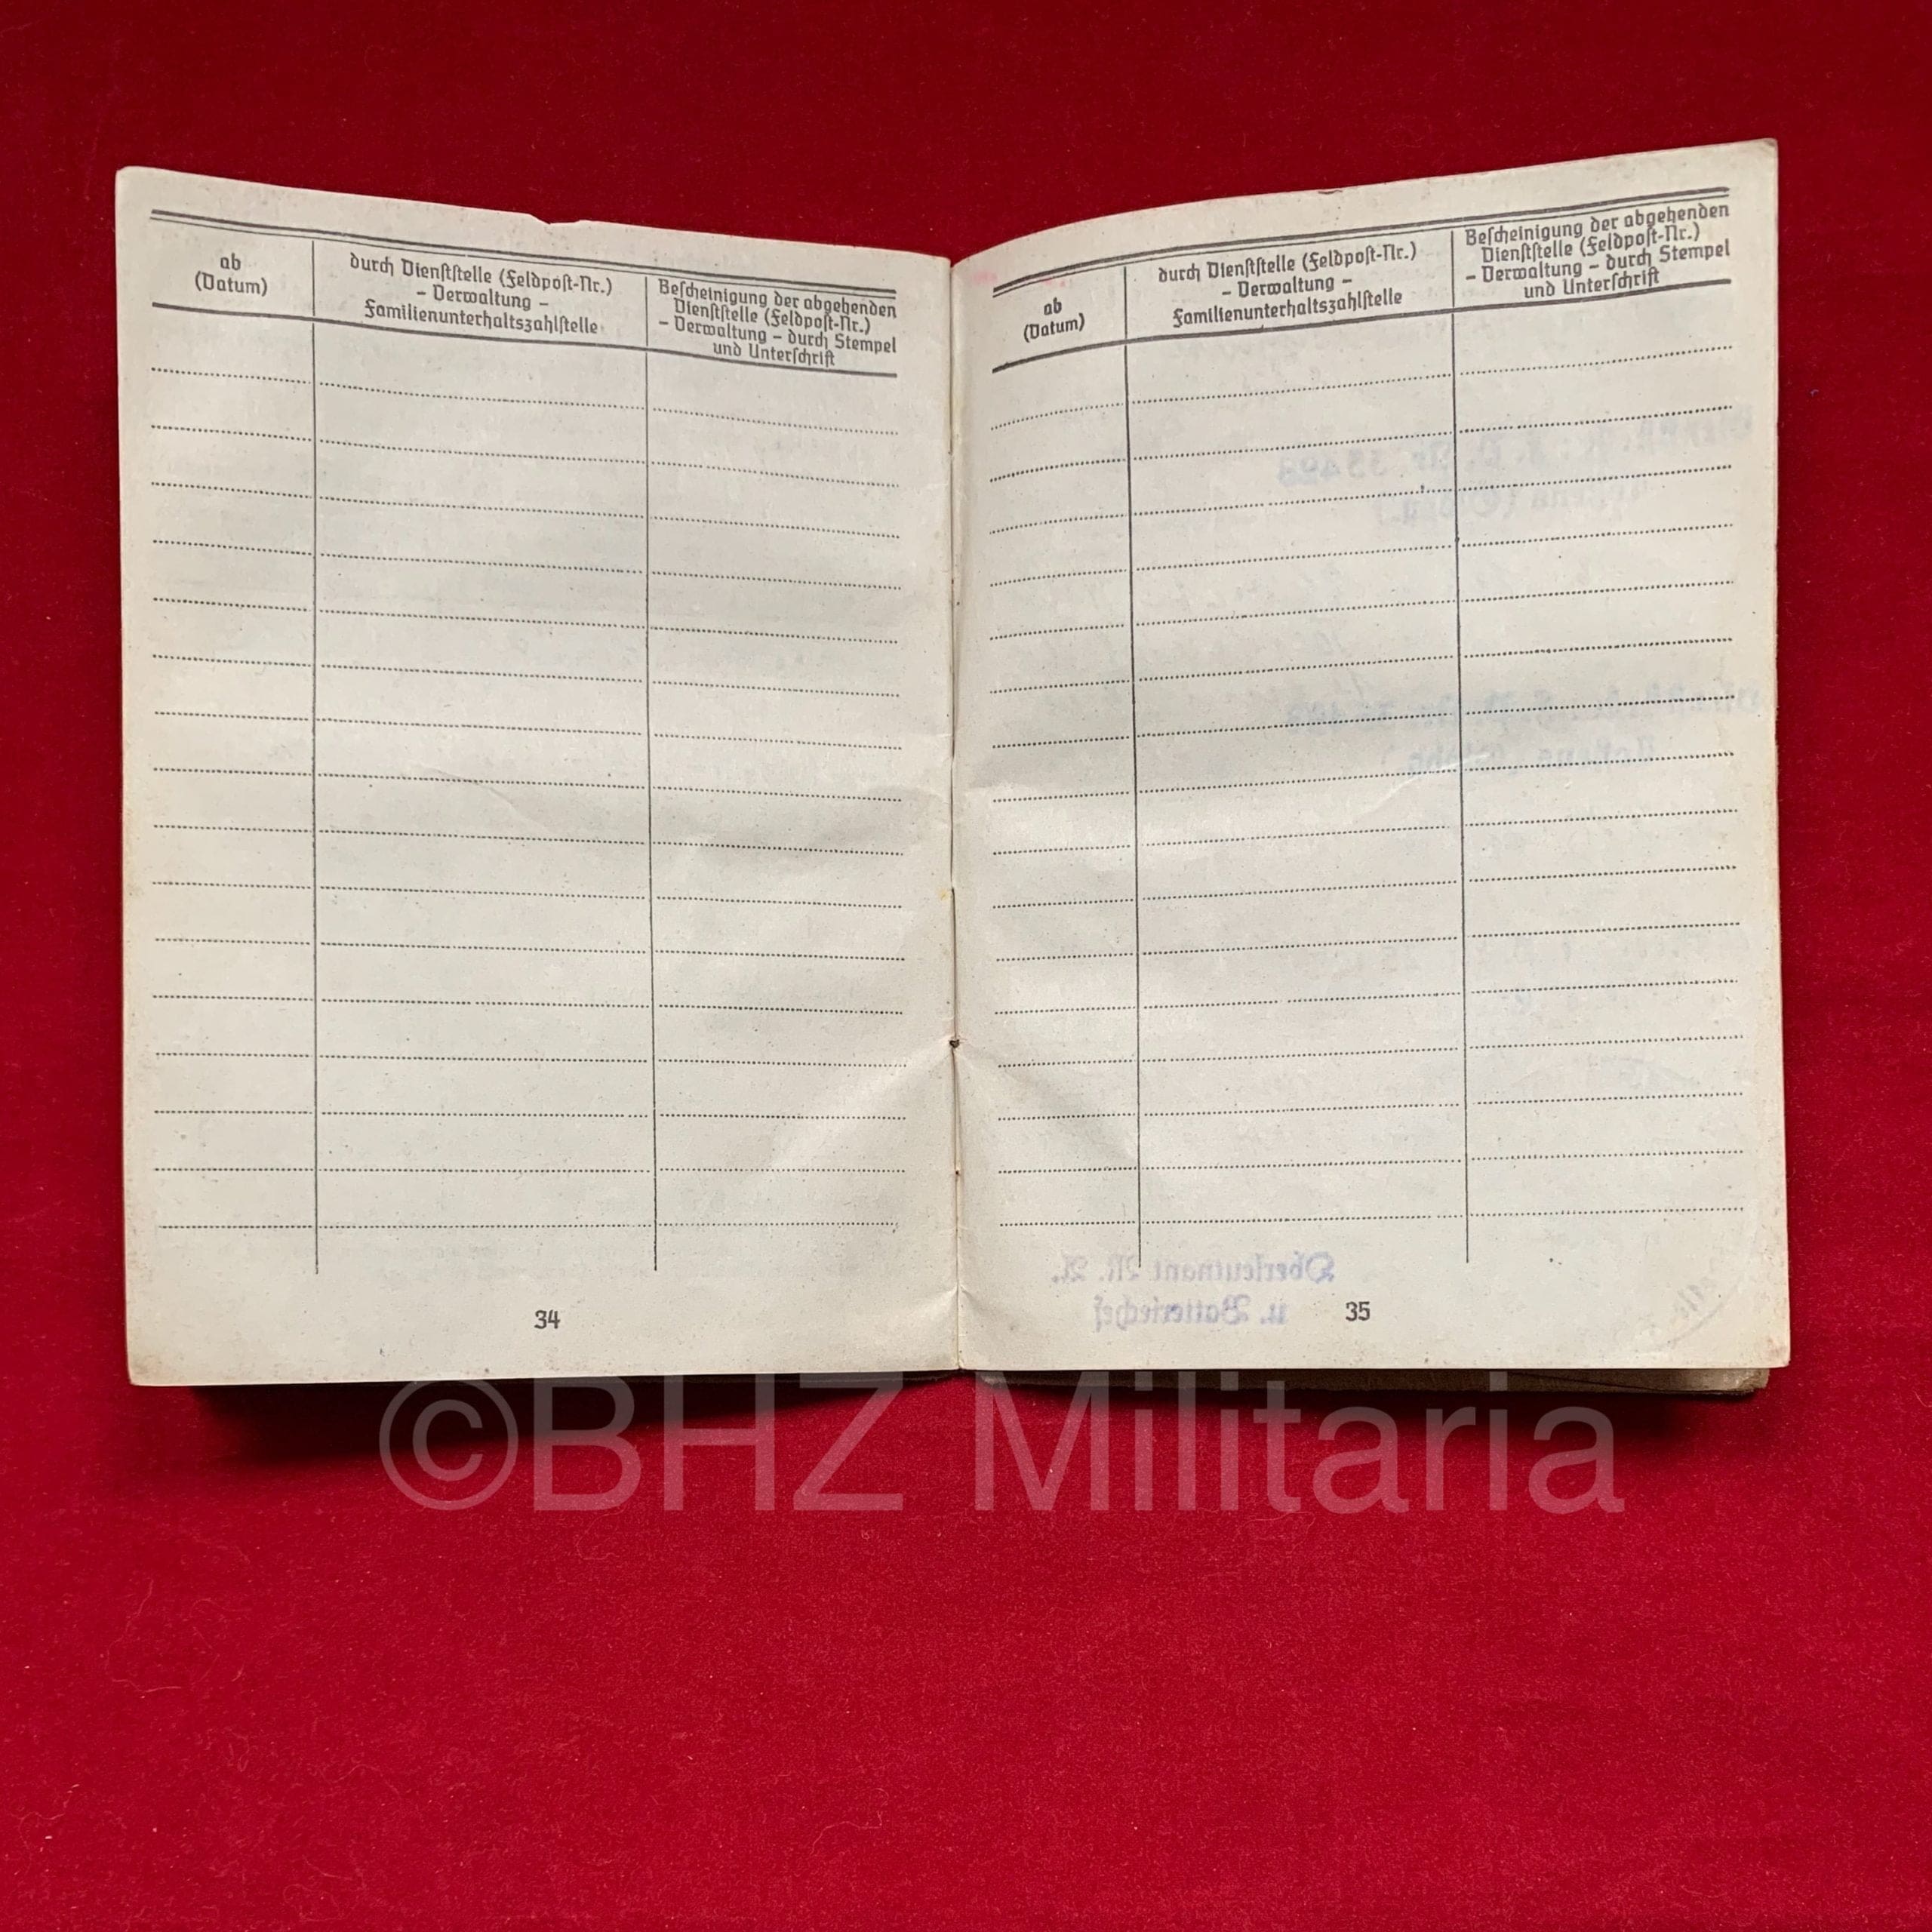 ab
(Datum)
durch Dienststelle (Feldpost-Nr.)
- Verwaltung -
Familienunterhaltszahlstelle
Bescheinigung der abgehenden
Dienststelle (Feldpost-Nr.)
- Verwaltung - durch Stempel
und Unterschrift
34
ab
(Datum)
durch Dienststelle (Feldpost-Nr.)
- Verwaltung -
Familienunterhaltszahlstelle
Bescheinigung der abgehenden
Dienststelle (Feldpost-Nr.)
- Verwaltung - durch Stempel
und Unterschrift
Oberleutnant M. A.
u. Batteriechef
35
©BHZ Militaria